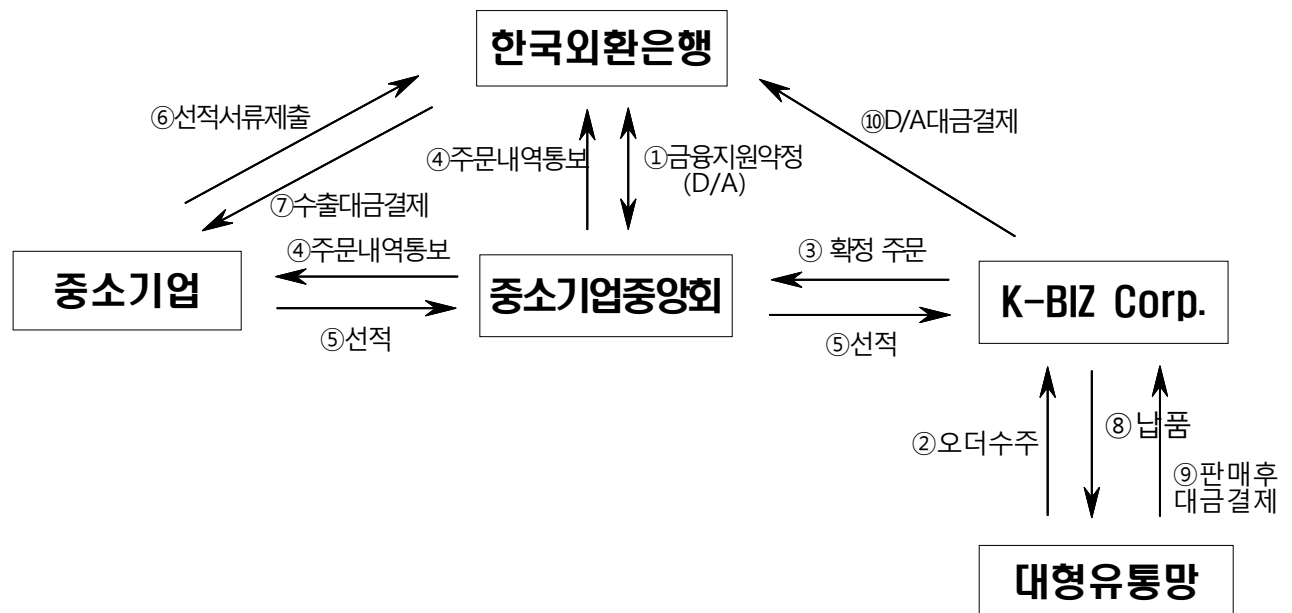 한국외환은행
⑥선적서류제출
⑩D/A대금결제
④주문내역통보
①금융지원약정
(D/A)
⑦수출대금결제
④주문내역통보
③ 확정 주문
중소기업
중소기업중앙회
K-BIZ Corp.
⑤선적
⑤선적
②오더수주
⑧납품
⑨판매후
대금결제
대형유통망